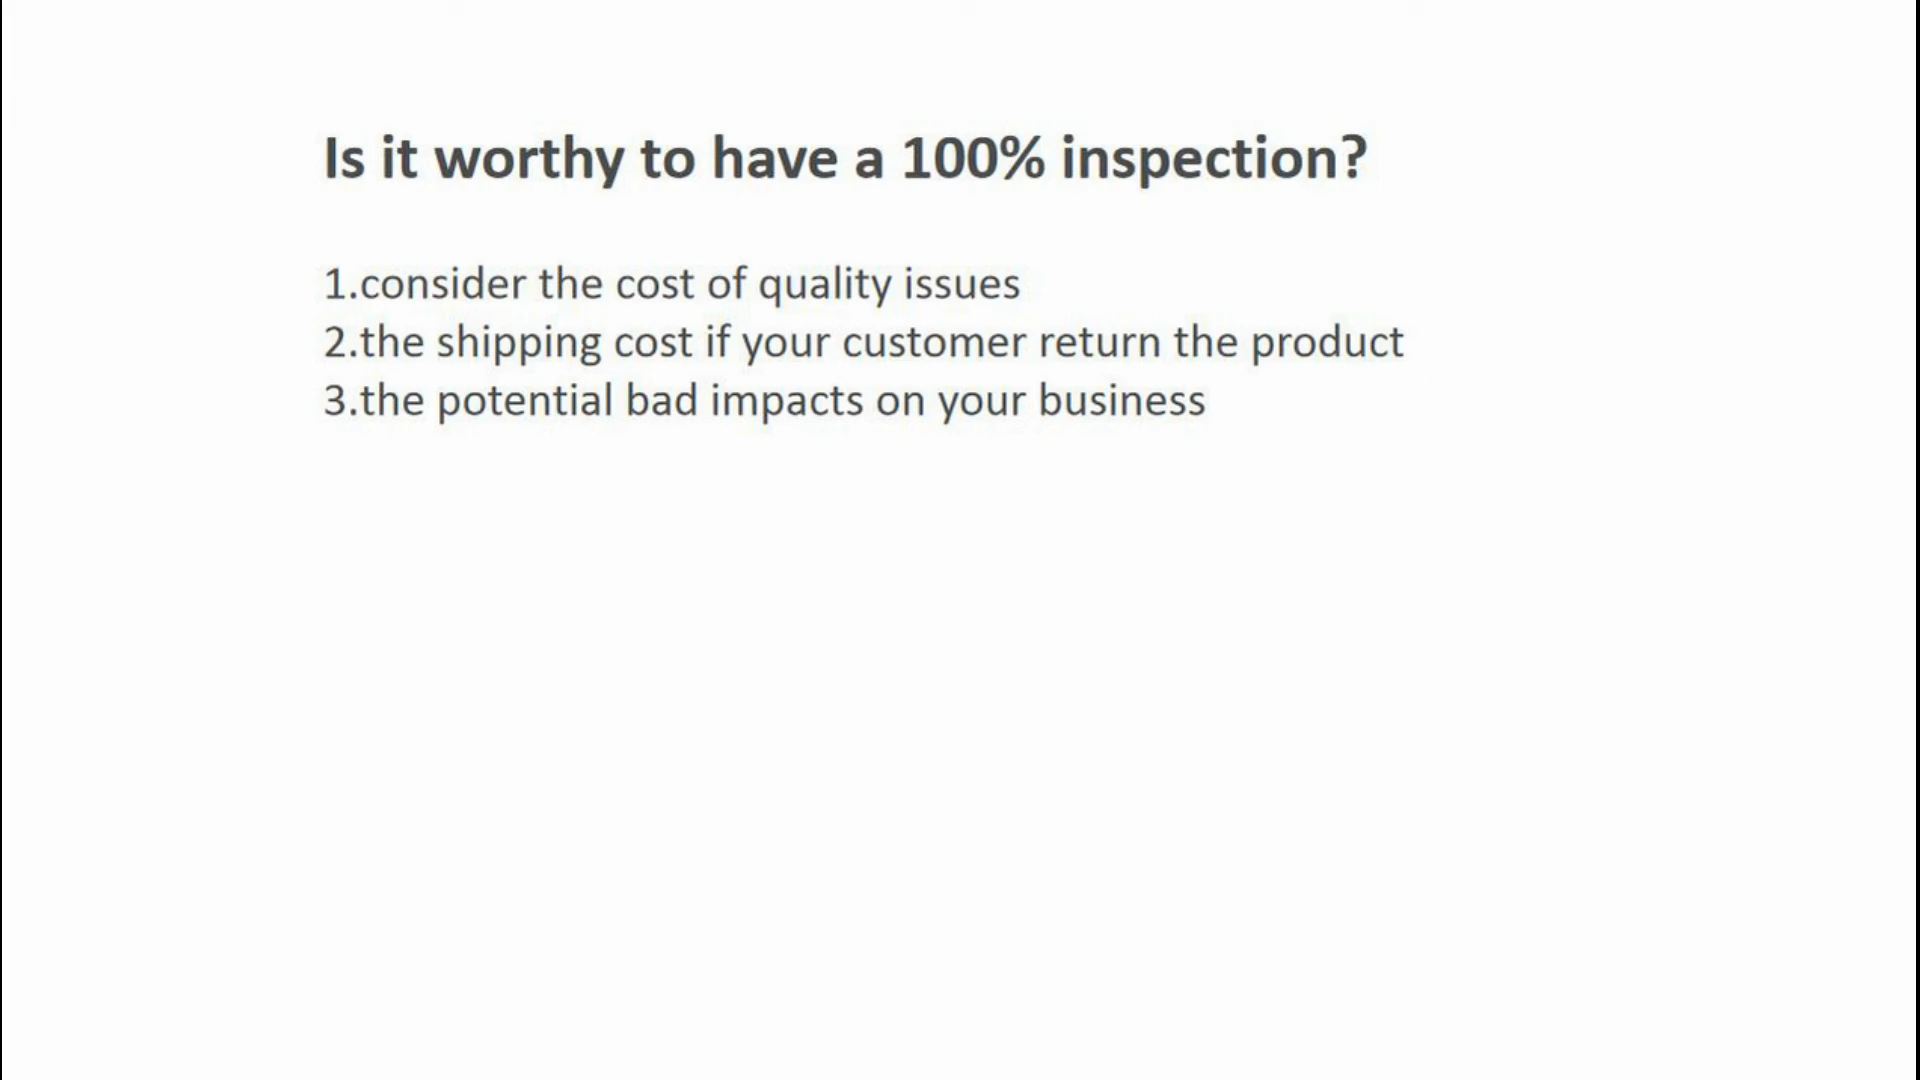 Is it worthy to have a 100% inspection?
1.consider the cost of quality issues
2.the shipping cost if your customer return the product
3.the potential bad impacts on your business